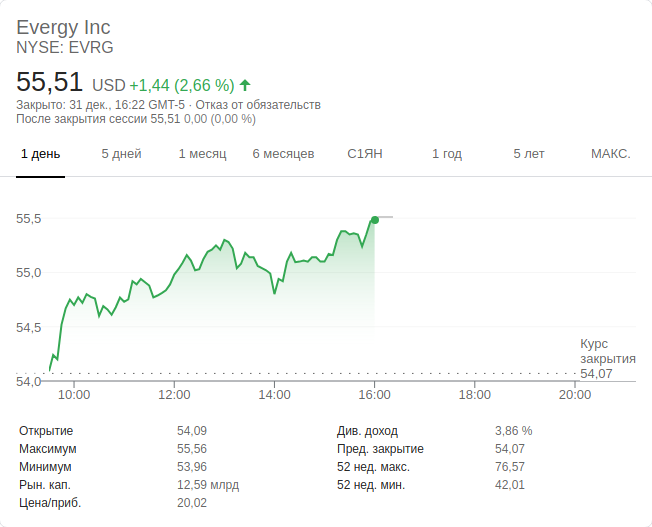 Evergy Inc
NYSE: EVRG
55,51 USD +1,44 (2,66 %)
Закрыто: 31 дек., 16:22 GMT-5 · Отказ от обязательств
После закрытия сессии 55,51 0,00 (0,00 %)
1 день 5 дней 1 месяц 6 месяцев С1ЯН 1 год 5 лет МАКС.
55,5
55,0
54,5
54,0
Курс
закрытия
54,07
10:00 12:00 14:00 16:00 18:00 20:00
Открытие 54,09 Див. доход 3,86 %
Максимум 55,56 Пред. закрытие 54,07
Минимум 53,96 52 нед. макс. 76,57
Рын. кап. 12,59 млрд 52 нед. мин. 42,01
Цена/приб. 20,02